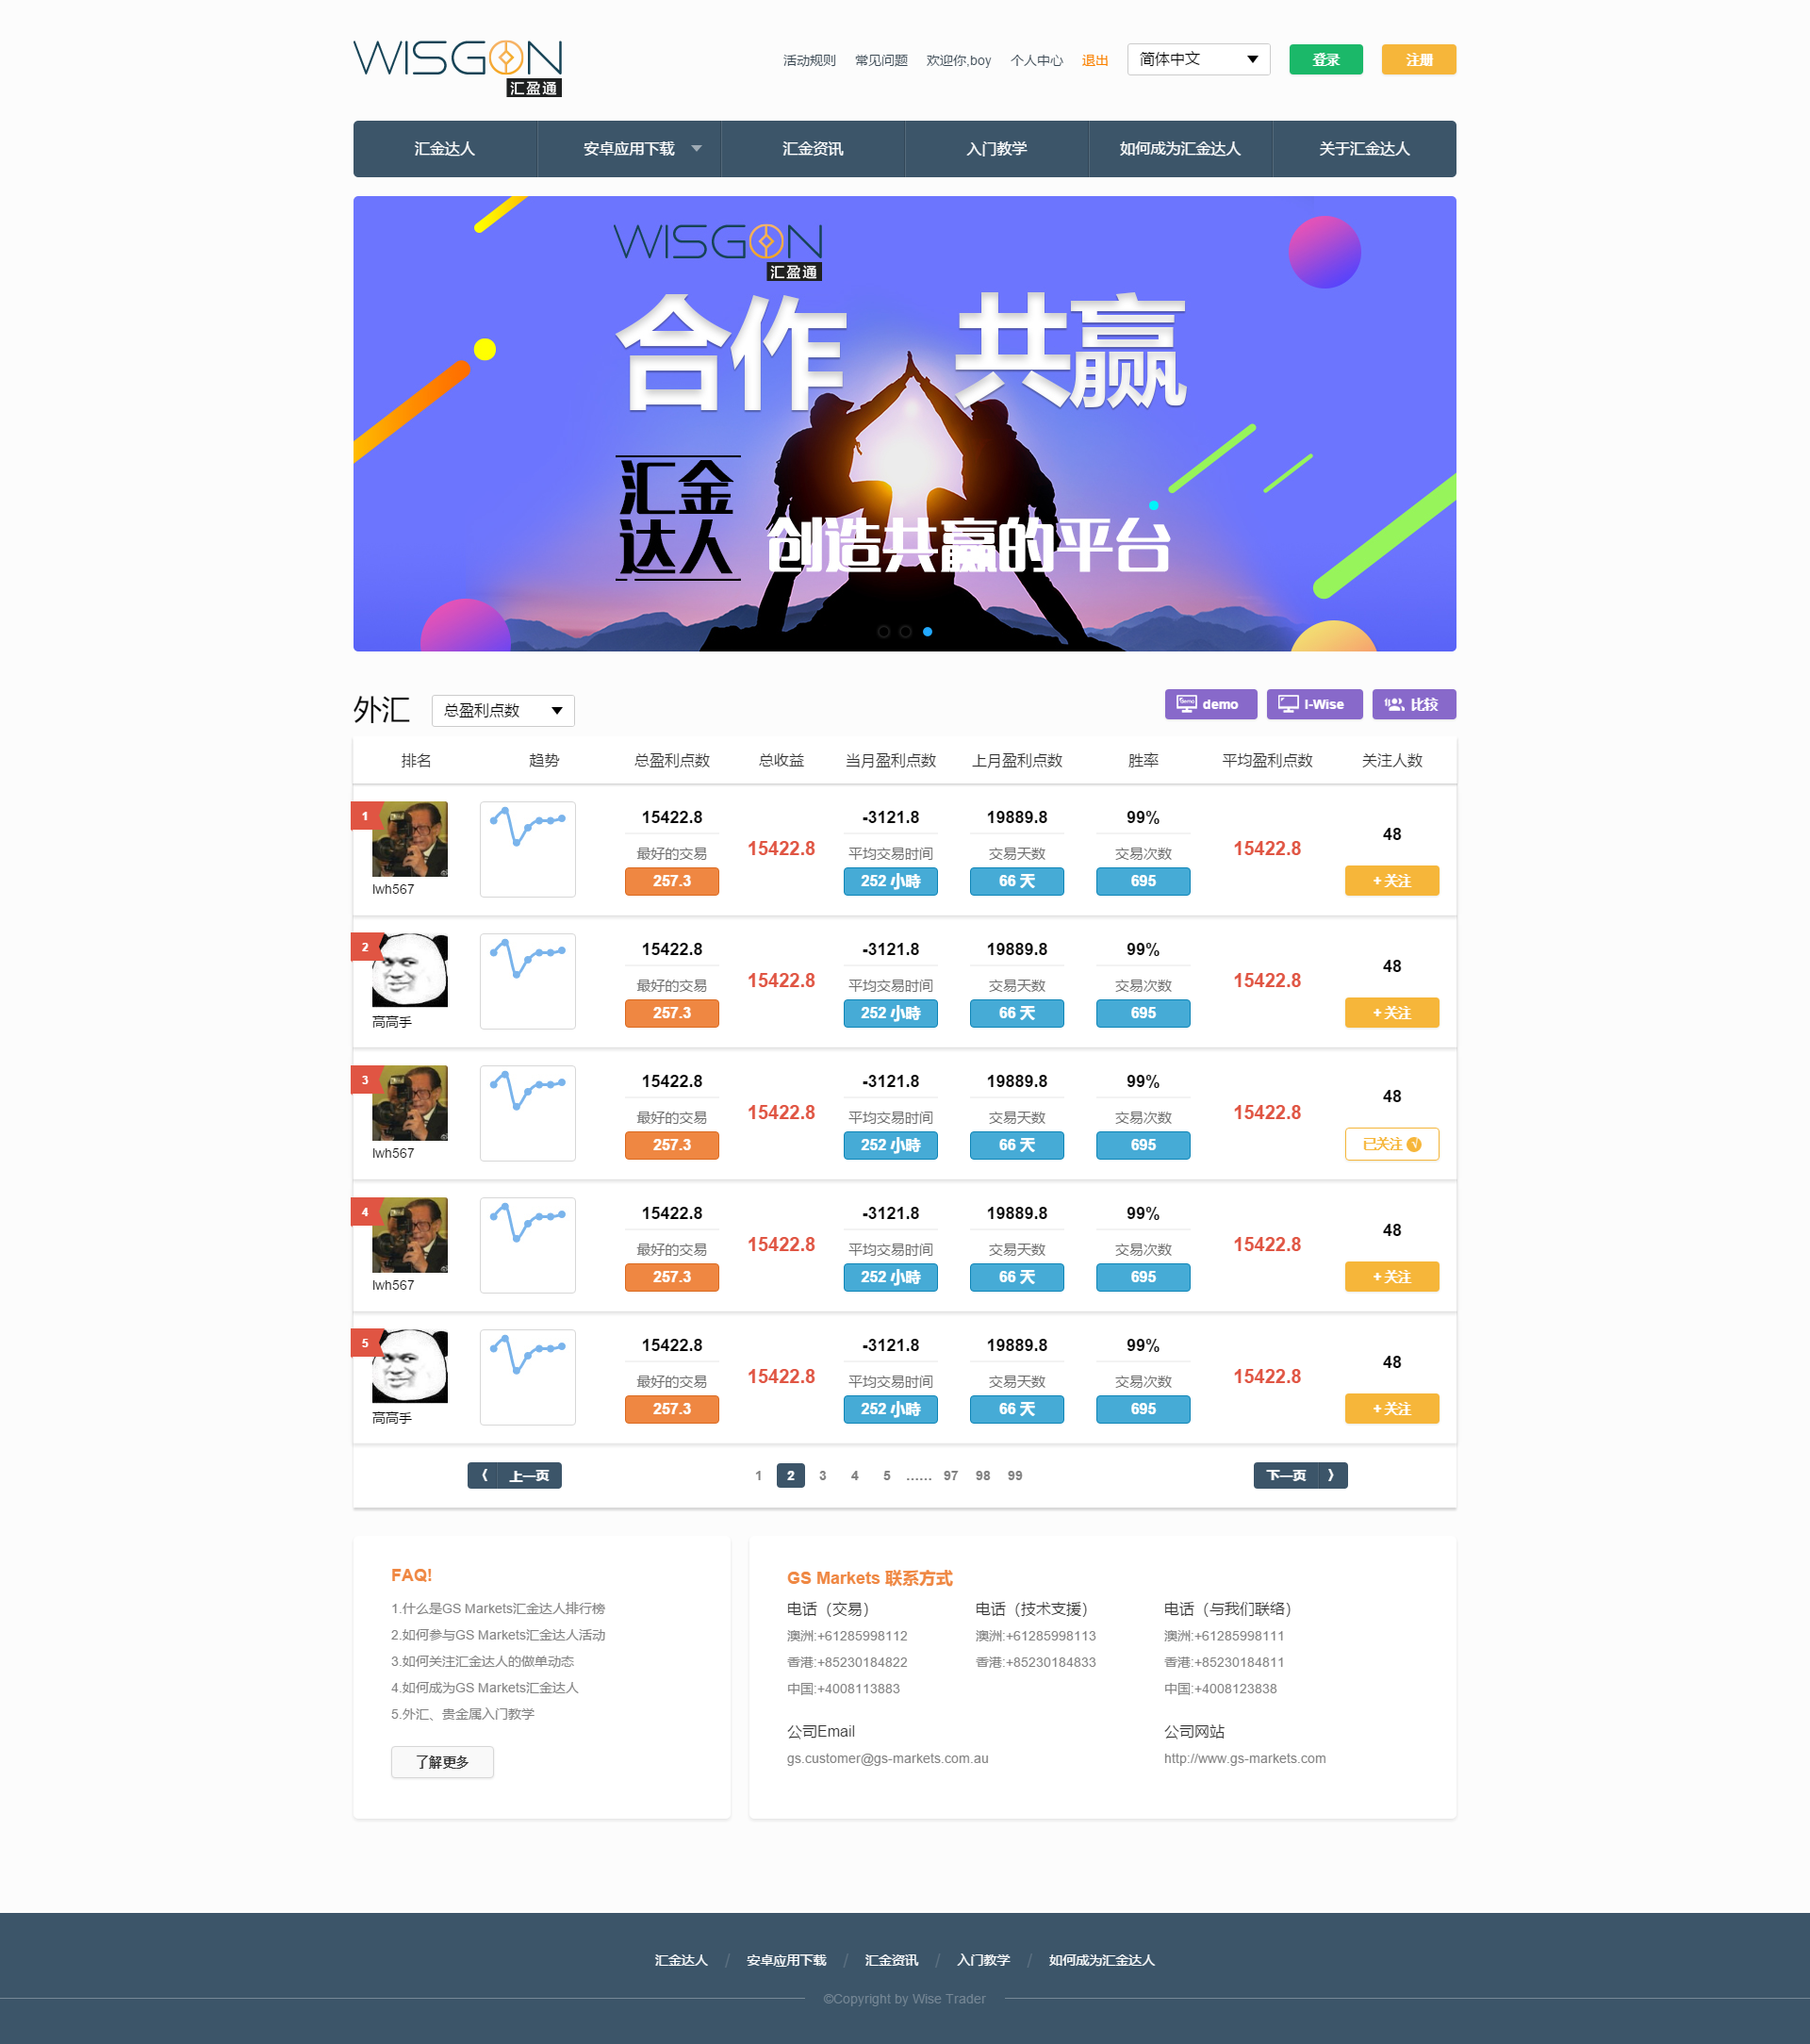 WISGON
汇盈通
活动规则 常见问题 欢迎你,boy 个人中心 退出 简体中文 登录 注册
汇金达人 安卓应用下载 汇金资讯 入门教学 如何成为汇金达人 关于汇金达人
WISGON
汇盈通
合作 共赢
汇金
达人
创造共赢的平台
外汇 总盈利点数 demo I-Wise 比较
排名 趋势 总盈利点数 总收益 当月盈利点数 上月盈利点数 胜率 平均盈利点数 关注人数
1 15422.8 -3121.8 19889.8 99% 48
最好的交易 15422.8 平均交易时间 交易天数 交易次数 15422.8
257.3 252 小時 66 天 695 + 关注
lwh567
2 15422.8 -3121.8 19889.8 99% 48
最好的交易 15422.8 平均交易时间 交易天数 交易次数 15422.8
257.3 252 小時 66 天 695 + 关注
高高手
3 15422.8 -3121.8 19889.8 99% 48
最好的交易 15422.8 平均交易时间 交易天数 交易次数 15422.8
257.3 252 小時 66 天 695 已关注 √
lwh567
4 15422.8 -3121.8 19889.8 99% 48
最好的交易 15422.8 平均交易时间 交易天数 交易次数 15422.8
257.3 252 小時 66 天 695 + 关注
lwh567
5 15422.8 -3121.8 19889.8 99% 48
最好的交易 15422.8 平均交易时间 交易天数 交易次数 15422.8
257.3 252 小時 66 天 695 + 关注
高高手
⟨ 上一页 1 2 3 4 5 …… 97 98 99 下一页 ⟩
FAQ!
1.什么是GS Markets汇金达人排行榜
2.如何参与GS Markets汇金达人活动
3.如何关注汇金达人的做单动态
4.如何成为GS Markets汇金达人
5.外汇、贵金属入门教学
了解更多
GS Markets 联系方式
电话（交易） 电话（技术支援） 电话（与我们联络）
澳洲:+61285998112 澳洲:+61285998113 澳洲:+61285998111
香港:+85230184822 香港:+85230184833 香港:+85230184811
中国:+4008113883 中国:+4008123838
公司Email 公司网站
gs.customer@gs-markets.com.au http://www.gs-markets.com
汇金达人 / 安卓应用下载 / 汇金资讯 / 入门教学 / 如何成为汇金达人
©Copyright by Wise Trader